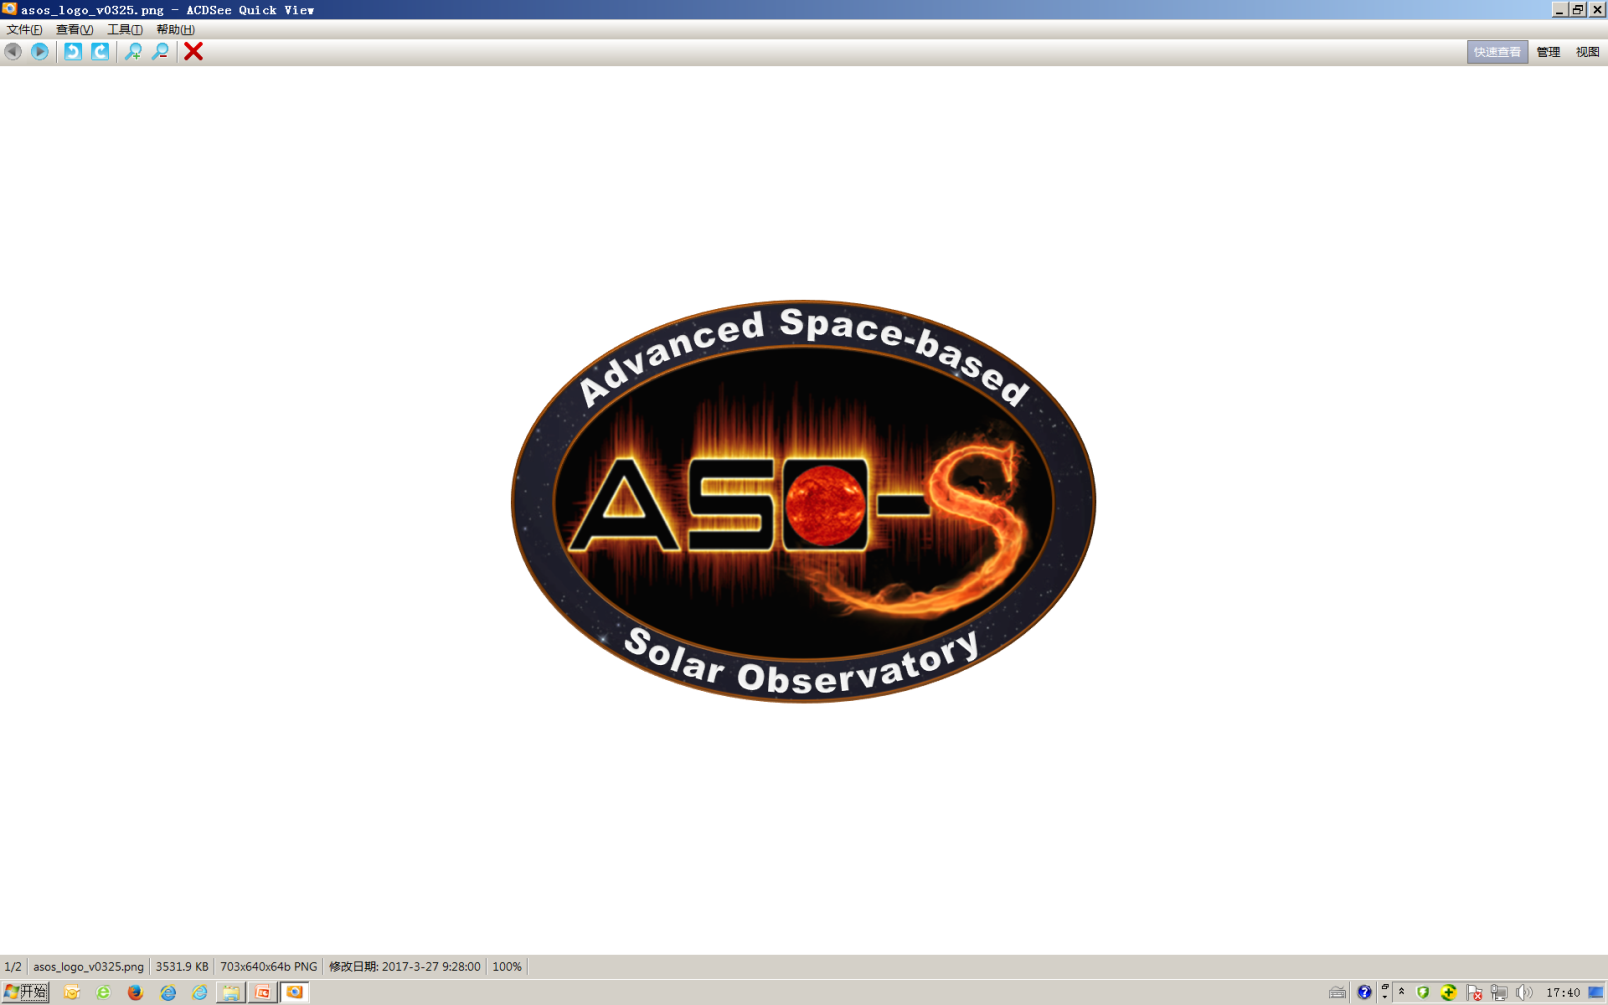 asos_logo_v0325.png - ACDSee Quick View
文件(F) 查看(V) 工具(T) 帮助(H)
快速查看 管理 视图
Advanced Space-based
ASO-S
Solar Observatory
1/2 asos_logo_v0325.png 3531.9 KB 703x640x64b PNG 修改日期: 2017-3-27 9:28:00 100%
开始 17:40